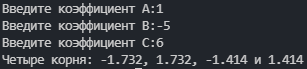 Введите коэффициент A:1
Введите коэффициент B:-5
Введите коэффициент C:6
Четыре корня: -1.732, 1.732, -1.414 и 1.414